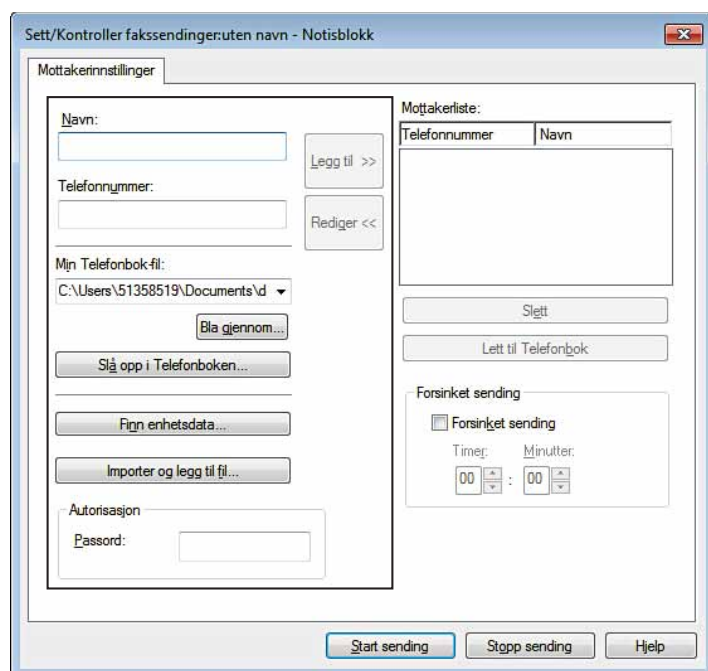 Sett/Kontroller fakssendinger:uten navn - Notisblokk
Mottakerinnstillinger
Navn:
Legg til >>
Telefonnummer:
Rediger <<
Min Telefonbok-fil:
C:\Users\51358519\Documents\d
Bla gjennom...
Slå opp i Telefonboken...
Finn enhetsdata...
Importer og legg til fil...
Autorisasjon
Passord:
Mottakerliste:
Telefonnummer Navn
Slett
Lett til Telefonbok
Forsinket sending
Forsinket sending
Timer: Minutter:
00 : 00
Start sending Stopp sending Hjelp